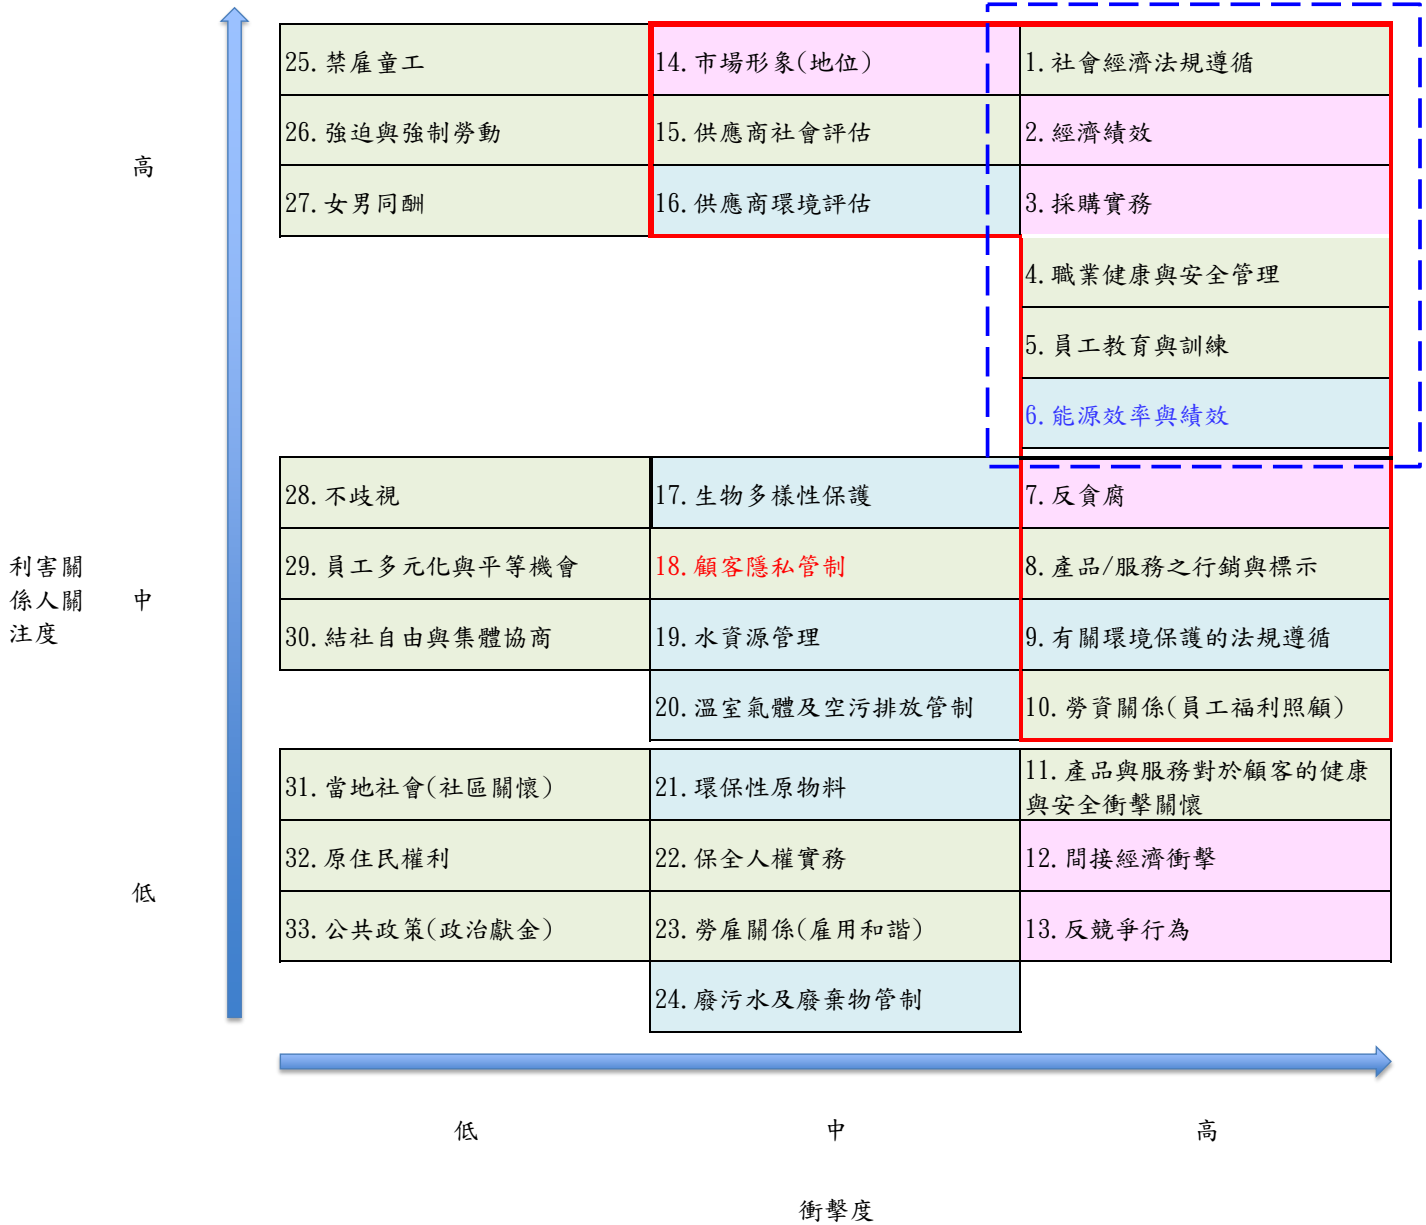 25.禁雇童工
14.市場形象(地位)
1.社會經濟法規遵循
26.強迫與強制勞動
15.供應商社會評估
2.經濟績效
高
27.女男同酬
16.供應商環境評估
3.採購實務
4.職業健康與安全管理
5.員工教育與訓練
6.能源效率與績效
28.不歧視
17.生物多樣性保護
7.反貪腐
29.員工多元化與平等機會
18.顧客隱私管制
8.產品/服務之行銷與標示
利害關
係人關
注度
中
30.結社自由與集體協商
19.水資源管理
9.有關環境保護的法規遵循
20.溫室氣體及空污排放管制
10.勞資關係(員工福利照顧)
31.當地社會(社區關懷)
21.環保性原物料
11.產品與服務對於顧客的健康
與安全衝擊關懷
32.原住民權利
22.保全人權實務
12.間接經濟衝擊
低
33.公共政策(政治獻金)
23.勞雇關係(雇用和諧)
13.反競爭行為
24.廢污水及廢棄物管制
低
中
高
衝擊度